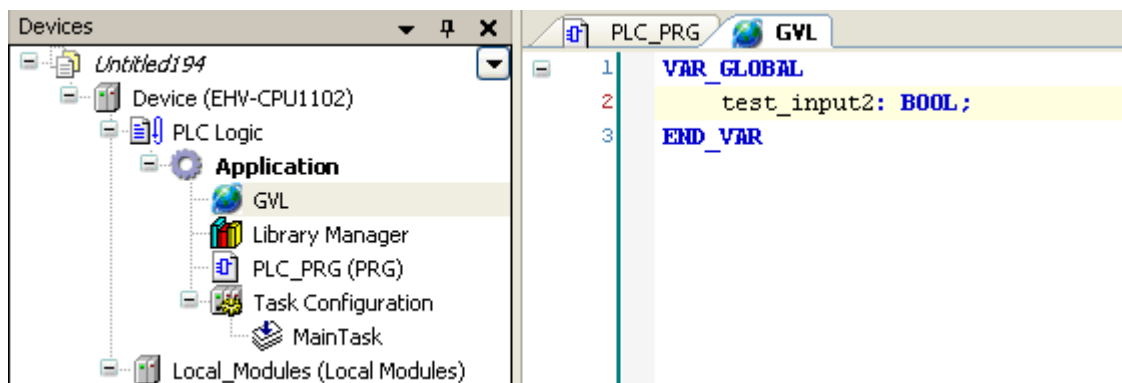 Devices
Untitled194
Device (EHV-CPU1102)
PLC Logic
Application
GVL
Library Manager
PLC_PRG (PRG)
Task Configuration
MainTask
Local_Modules (Local Modules)
PLC_PRG GVL
1 VAR_GLOBAL
2 test_input2: BOOL;
3 END_VAR